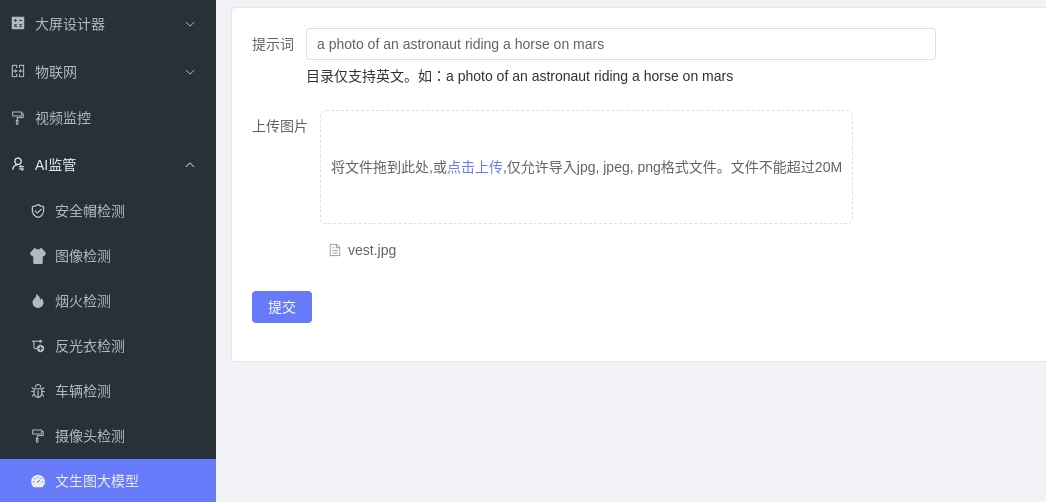 大屏设计器
物联网
视频监控
AI监管
安全帽检测
图像检测
烟火检测
反光衣检测
车辆检测
摄像头检测
文生图大模型
提示词
a photo of an astronaut riding a horse on mars
目录仅支持英文。如：a photo of an astronaut riding a horse on mars
上传图片
将文件拖到此处,或点击上传,仅允许导入jpg, jpeg, png格式文件。文件不能超过20M
vest.jpg
提交